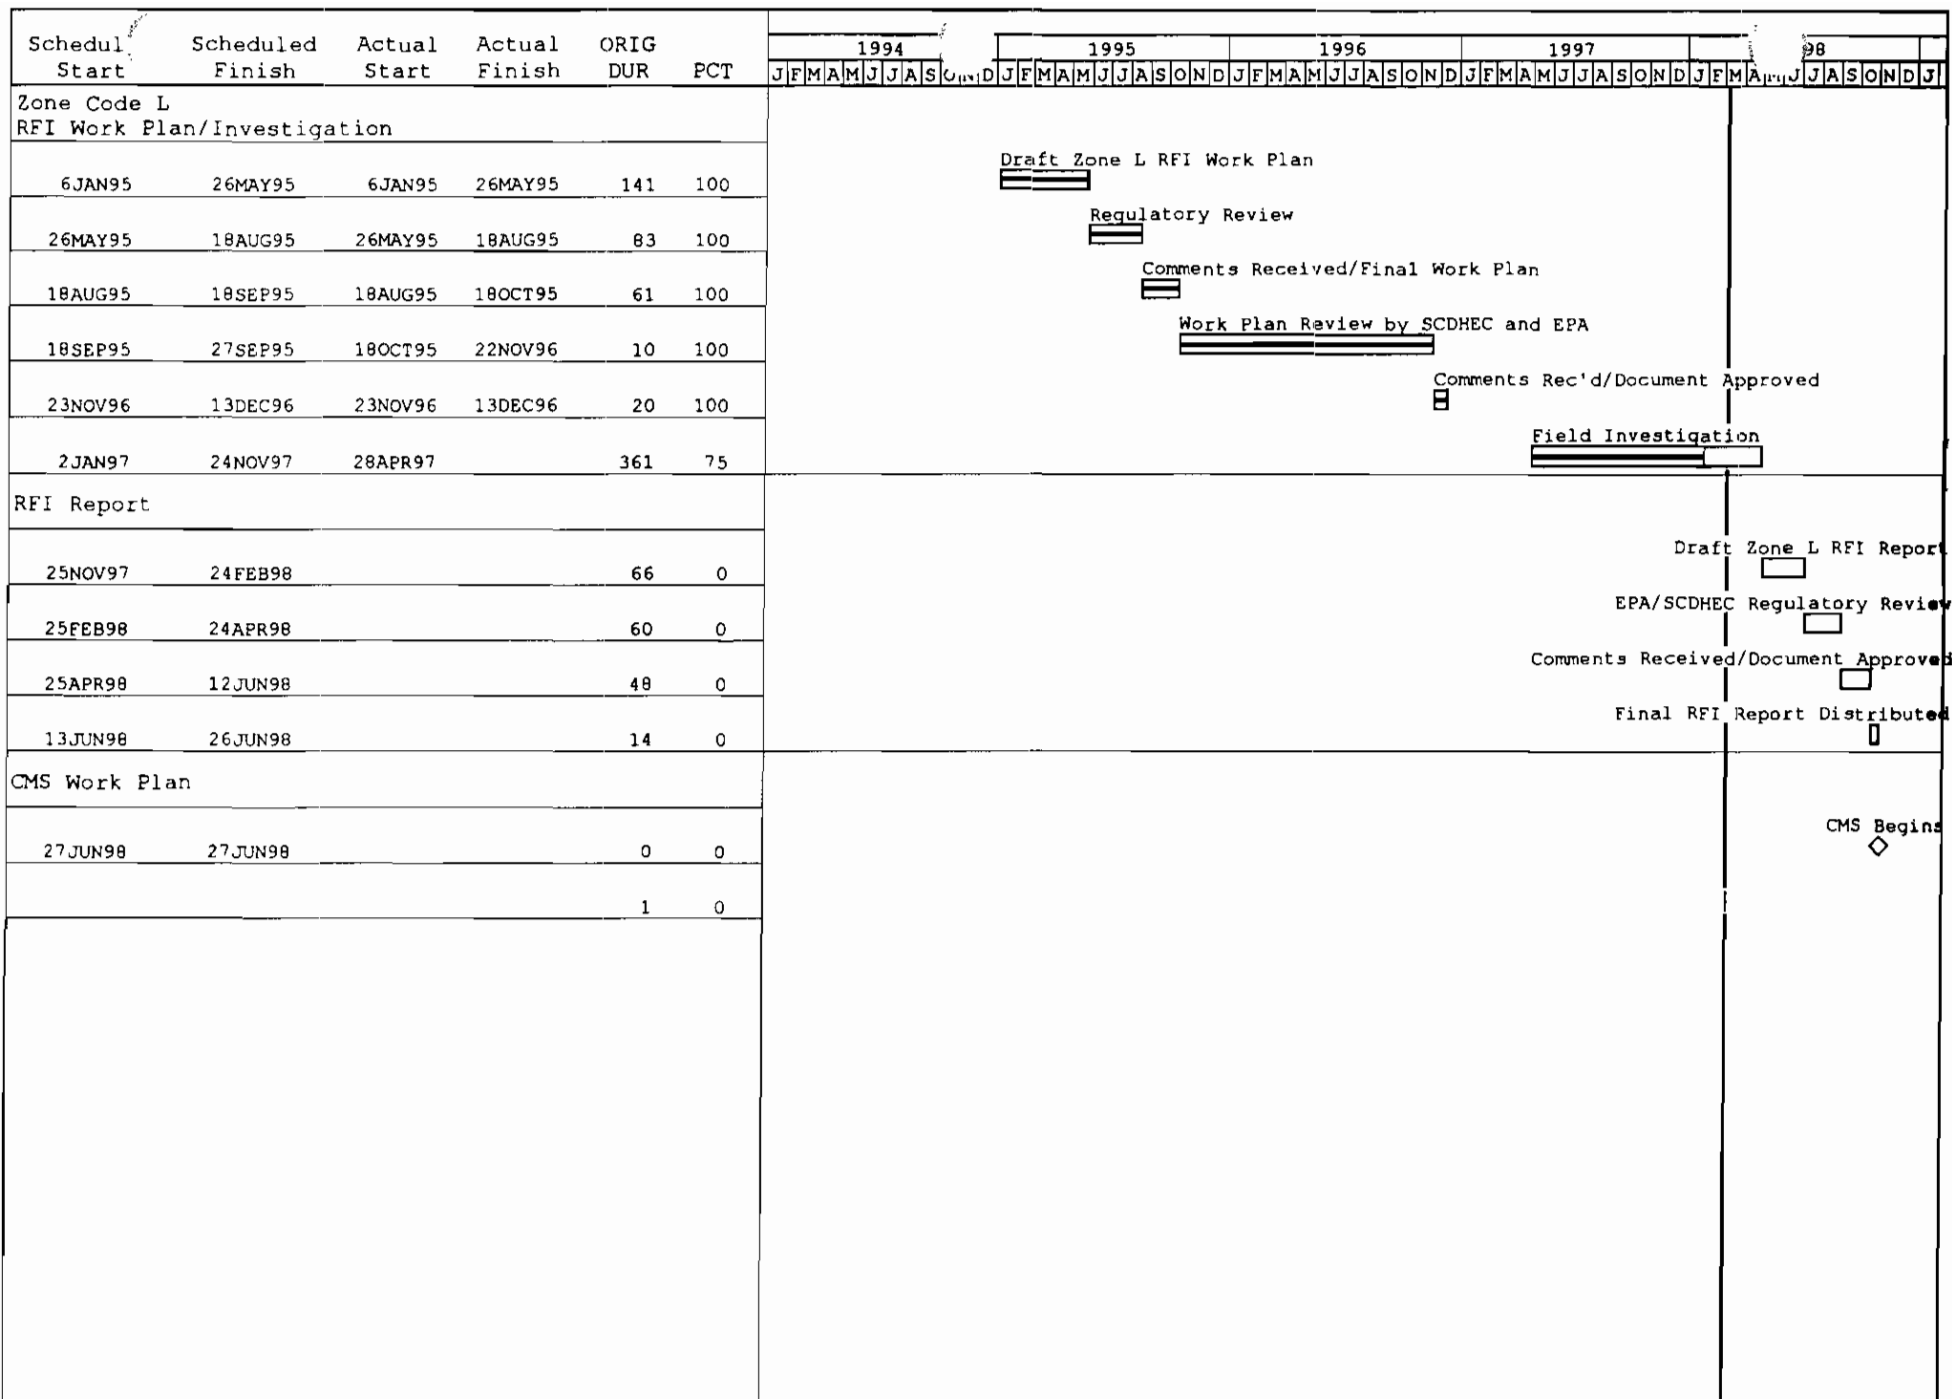 Schedul Scheduled Actual Actual ORIG
Start Finish Start Finish DUR PCT
1994 1995 1996 1997 98
J F M A M J J A S D J F M A M J J A S O N D J F M A M J J A S O N D J F M A M J J A S O N D J F M A J J A S O N D J
Zone Code L
RFI Work Plan/Investigation
Draft Zone L RFI Work Plan
6JAN95 26MAY95 6JAN95 26MAY95 141 100
Regulatory Review
26MAY95 18AUG95 26MAY95 18AUG95 83 100
Comments Received/Final Work Plan
18AUG95 18SEP95 18AUG95 18OCT95 61 100
Work Plan Review by SCDHEC and EPA
18SEP95 27SEP95 18OCT95 22NOV96 10 100
Comments Rec'd/Document Approved
23NOV96 13DEC96 23NOV96 13DEC96 20 100
Field Investigation
2JAN97 24NOV97 28APR97 361 75
RFI Report
Draft Zone L RFI Report
25NOV97 24FEB98 66 0
EPA/SCDHEC Regulatory Review
25FEB98 24APR98 60 0
Comments Received/Document Approved
25APR98 12JUN98 48 0
Final RFI Report Distributed
13JUN98 26JUN98 14 0
CMS Work Plan
CMS Begins
27JUN98 27JUN98 0 0
1 0